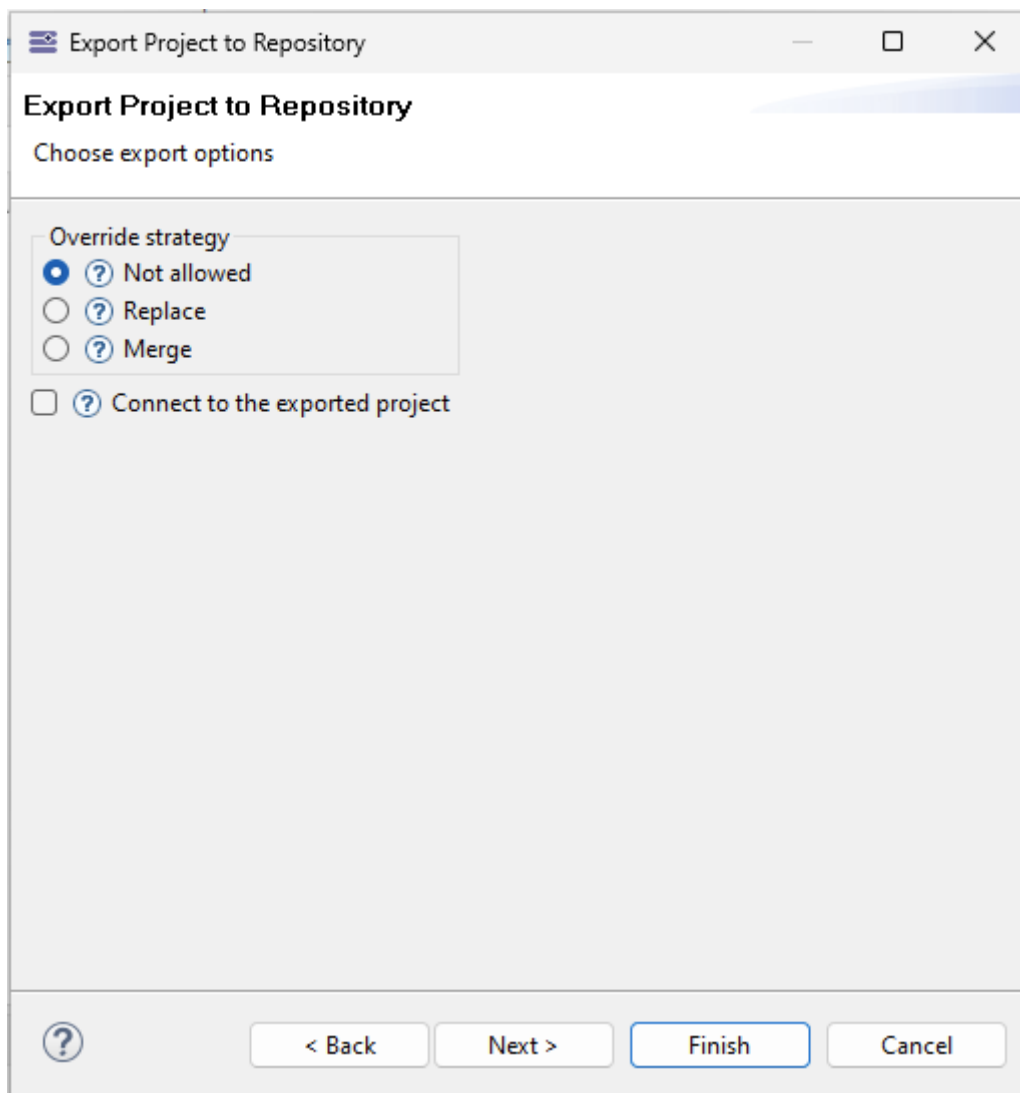 Export Project to Repository
Export Project to Repository
Choose export options
Override strategy
Not allowed
Replace
Merge
Connect to the exported project
< Back Next > Finish Cancel